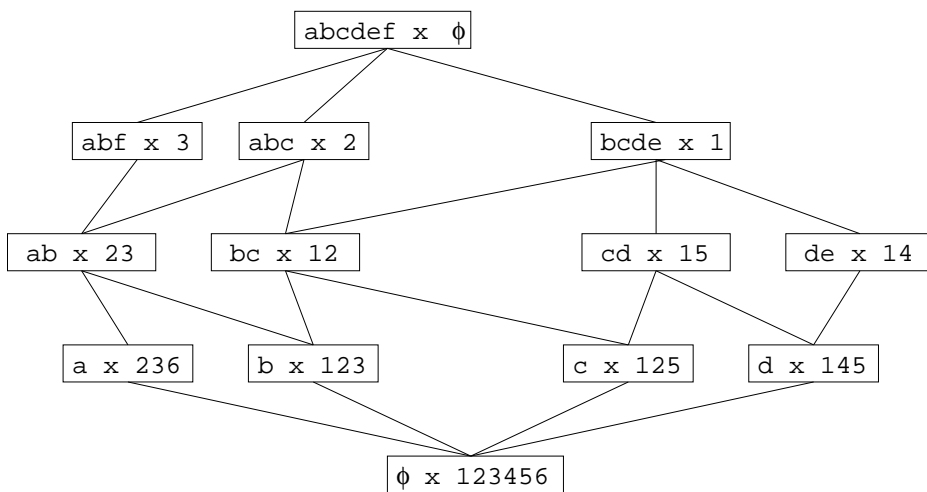 abcdef x ϕ
abf x 3
abc x 2
bcde x 1
ab x 23
bc x 12
cd x 15
de x 14
a x 236
b x 123
c x 125
d x 145
ϕ x 123456